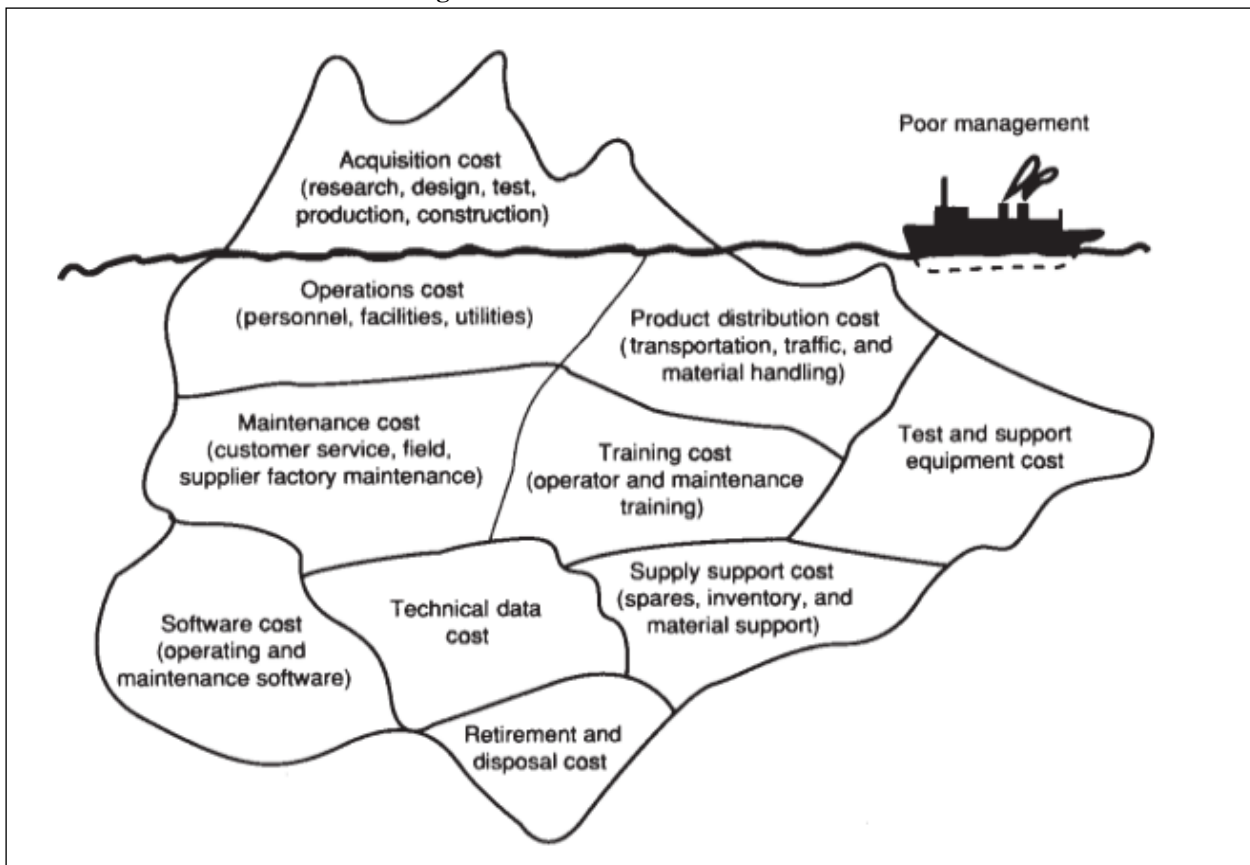 Poor management
Acquisition cost
(research, design, test,
production, construction)
Operations cost
(personnel, facilities, utilities)
Product distribution cost
(transportation, traffic, and
material handling)
Maintenance cost
(customer service, field,
supplier factory maintenance)
Training cost
(operator and maintenance
training)
Test and support
equipment cost
Software cost
(operating and
maintenance software)
Technical data
cost
Supply support cost
(spares, inventory, and
material support)
Retirement and
disposal cost